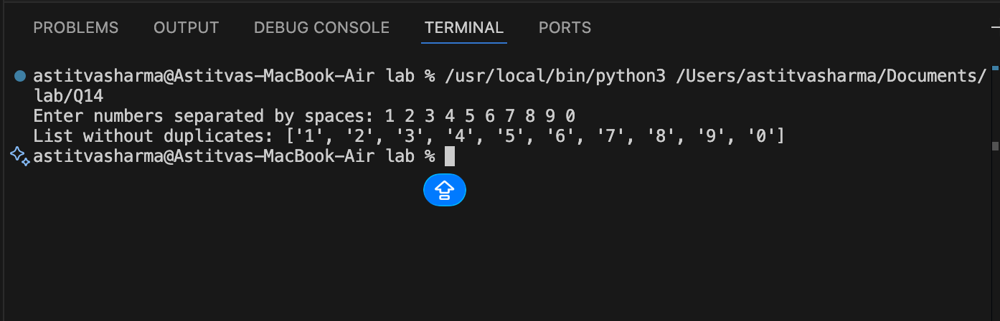 PROBLEMS OUTPUT DEBUG CONSOLE TERMINAL PORTS
astitvasharma@Astitvas-MacBook-Air lab % /usr/local/bin/python3 /Users/astitvasharma/Documents/
lab/Q14
Enter numbers separated by spaces: 1 2 3 4 5 6 7 8 9 0
List without duplicates: ['1', '2', '3', '4', '5', '6', '7', '8', '9', '0']
astitvasharma@Astitvas-MacBook-Air lab %